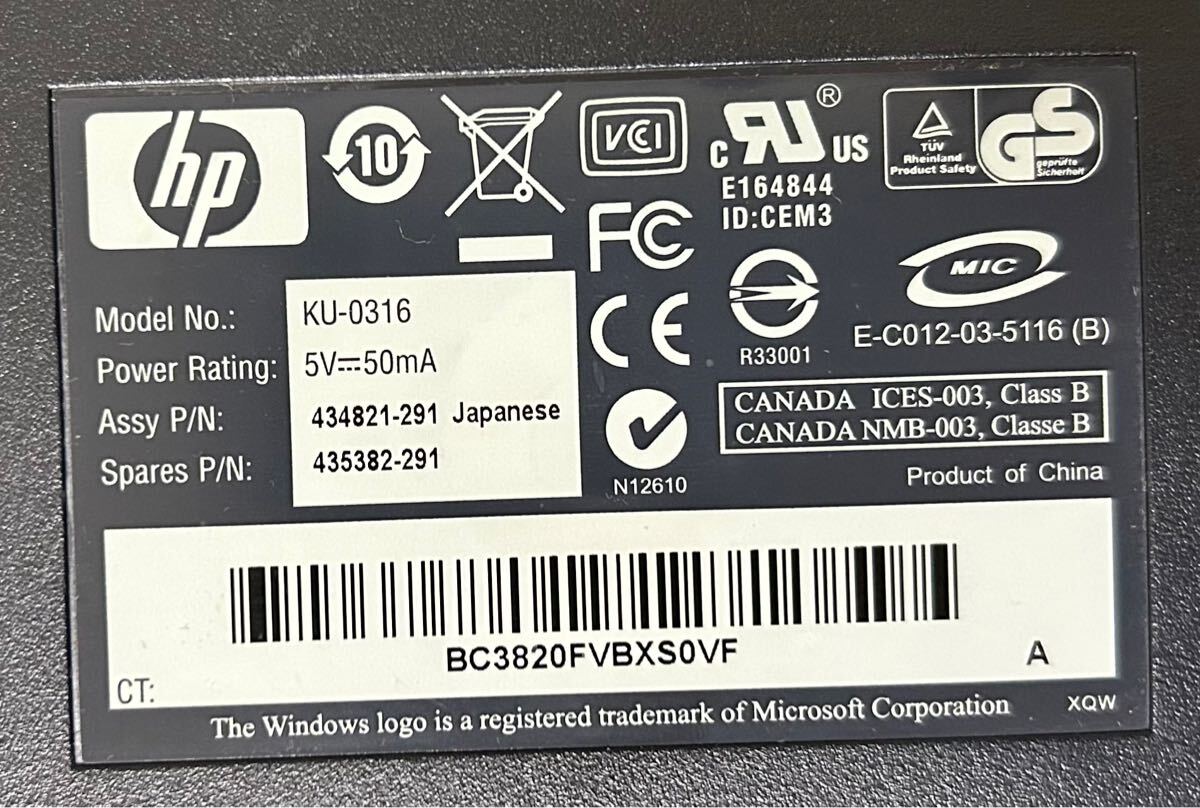 hp
10
VCI
c RU US ®
E164844
ID:CEM3
TÜV
Rheinland
Product Safety
GS
geprüfte
Sicherheit
FC
CE
R33001
MIC
E-C012-03-5116 (B)
Model No.: KU-0316
Power Rating: 5V⎓50mA
Assy P/N: 434821-291 Japanese
Spares P/N: 435382-291
N12610
CANADA ICES-003, Class B
CANADA NMB-003, Classe B
Product of China
BC3820FVBXS0VF
A
CT:
The Windows logo is a registered trademark of Microsoft Corporation
XQW